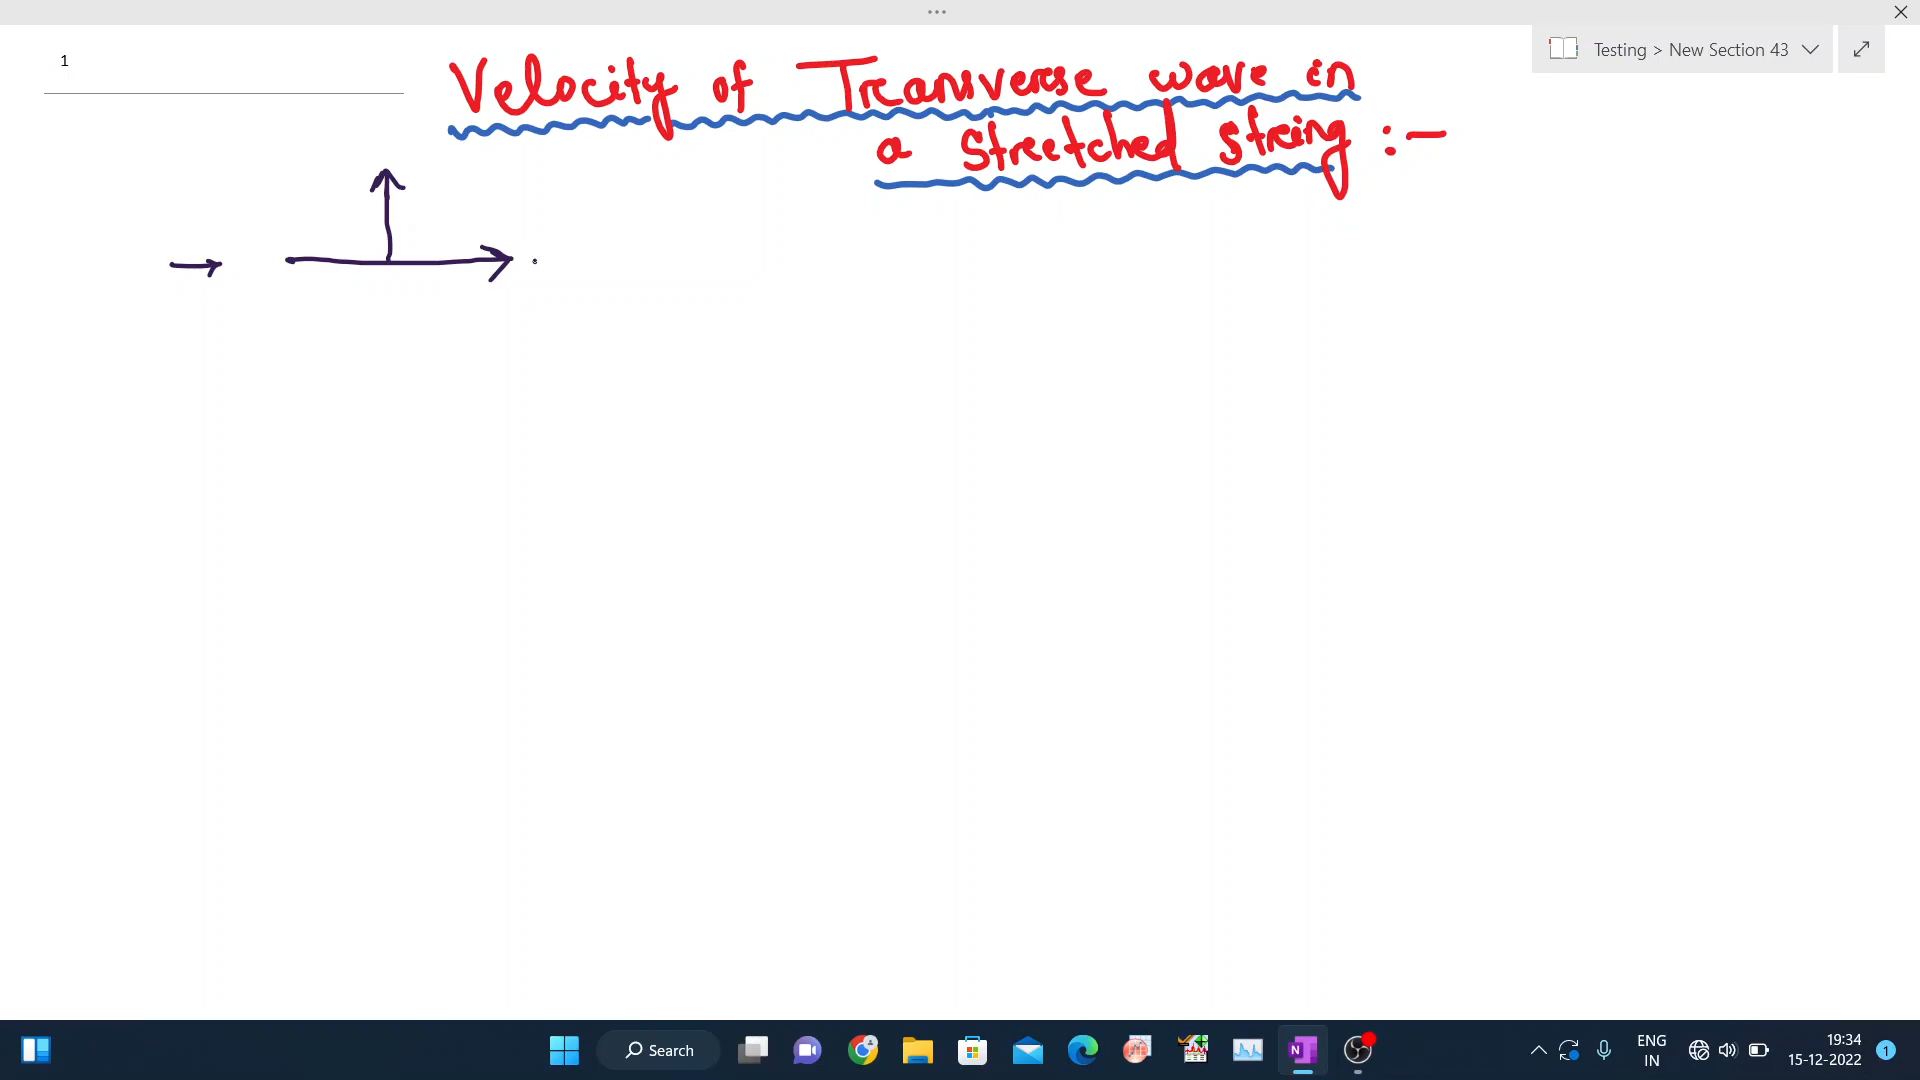 1
Testing > New Section 43
Velocity of Transverse wave in
a stretched string :-
Search
ENG
IN
19:34
15-12-2022
1